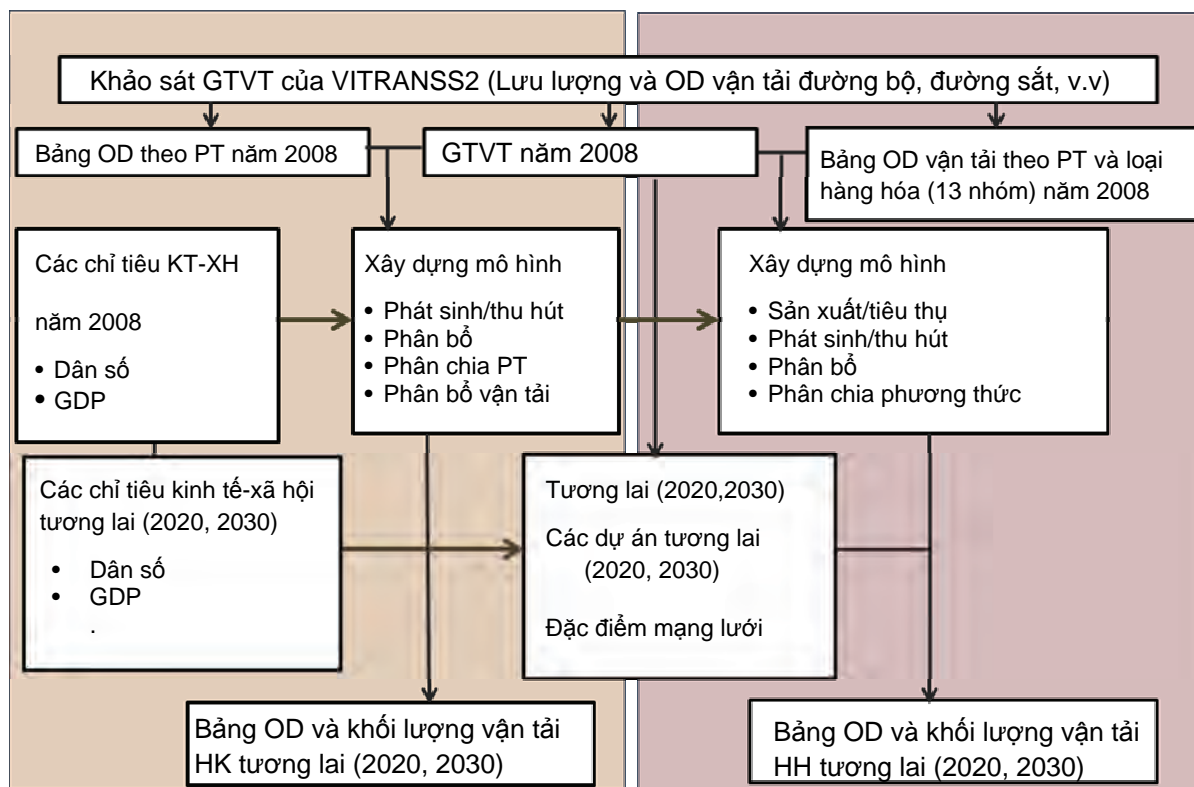 Khảo sát GTVT của VITRANSS2 (Lưu lượng và OD vận tải đường bộ, đường sắt, v.v)
Bảng OD theo PT năm 2008
GTVT năm 2008
Bảng OD vận tải theo PT và loại
hàng hóa (13 nhóm) năm 2008
Các chỉ tiêu KT-XH
năm 2008
• Dân số
• GDP
Xây dựng mô hình
• Phát sinh/thu hút
• Phân bổ
• Phân chia PT
• Phân bổ vận tải
Xây dựng mô hình
• Sản xuất/tiêu thụ
• Phát sinh/thu hút
• Phân bổ
• Phân chia phương thức
Các chỉ tiêu kinh tế-xã hội
tương lai (2020, 2030)
• Dân số
• GDP
.
Tương lai (2020,2030)
Các dự án tương lai
(2020, 2030)
Đặc điểm mạng lưới
Bảng OD và khối lượng vận tải
HK tương lai (2020, 2030)
Bảng OD và khối lượng vận tải
HH tương lai (2020, 2030)